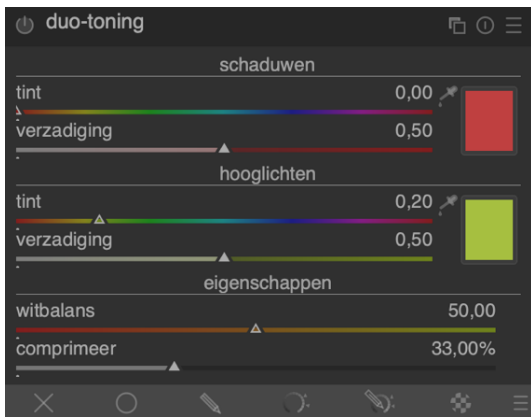 duo-toning
schaduwen
tint 0,00
verzadiging 0,50
hooglichten
tint 0,20
verzadiging 0,50
eigenschappen
witbalans 50,00
comprimeer 33,00%